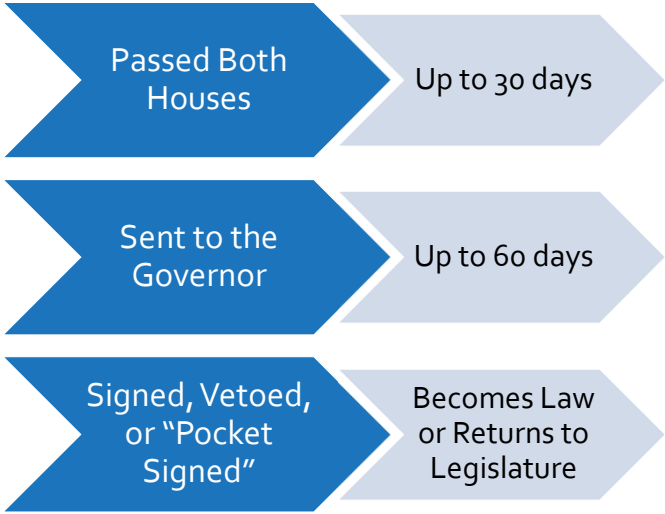 Passed Both
Houses
Up to 30 days
Sent to the
Governor
Up to 60 days
Signed, Vetoed,
or “Pocket
Signed”
Becomes Law
or Returns to
Legislature